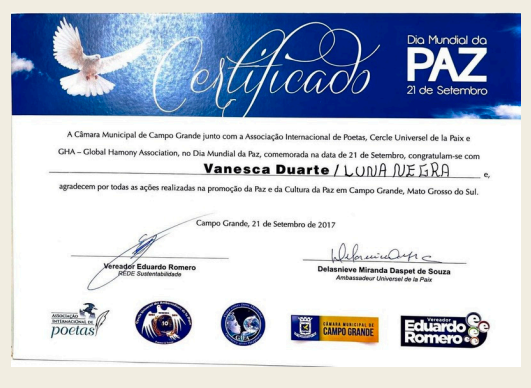 Certificado
Dia Mundial da
PAZ
21 de Setembro
A Câmara Municipal de Campo Grande junto com a Associação Internacional de Poetas, Cercle Universel de la Paix e
GHA – Global Hamony Association, no Dia Mundial da Paz, comemorada na data de 21 de Setembro, congratulam-se com
Vanesca Duarte / LUNA NEGRA e,
agradecem por todas as ações realizadas na promoção da Paz e da Cultura da Paz em Campo Grande, Mato Grosso do Sul.
Campo Grande, 21 de Setembro de 2017
Vereador Eduardo Romero
REDE Sustentabilidade
Delasnieve Miranda Daspet de Souza
Ambassadeur Universel de la Paix
ASSOCIAÇÃO
INTERNACIONAL DE
poetas
10
CÂMARA MUNICIPAL DE
CAMPO GRANDE
Vereador
Eduardo
Romero